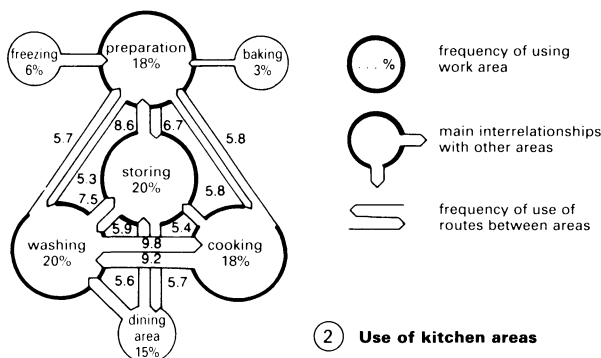 preparation
18%
freezing
6%
baking
3%
5.7
8.6
6.7
5.8
5.3
storing
20%
5.8
7.5
5.9
5.4
washing
20%
9.8
cooking
18%
9.2
5.6
5.7
dining
area
15%
. . . . %
frequency of using
work area
main interrelationships
with other areas
frequency of use of
routes between areas
2 Use of kitchen areas